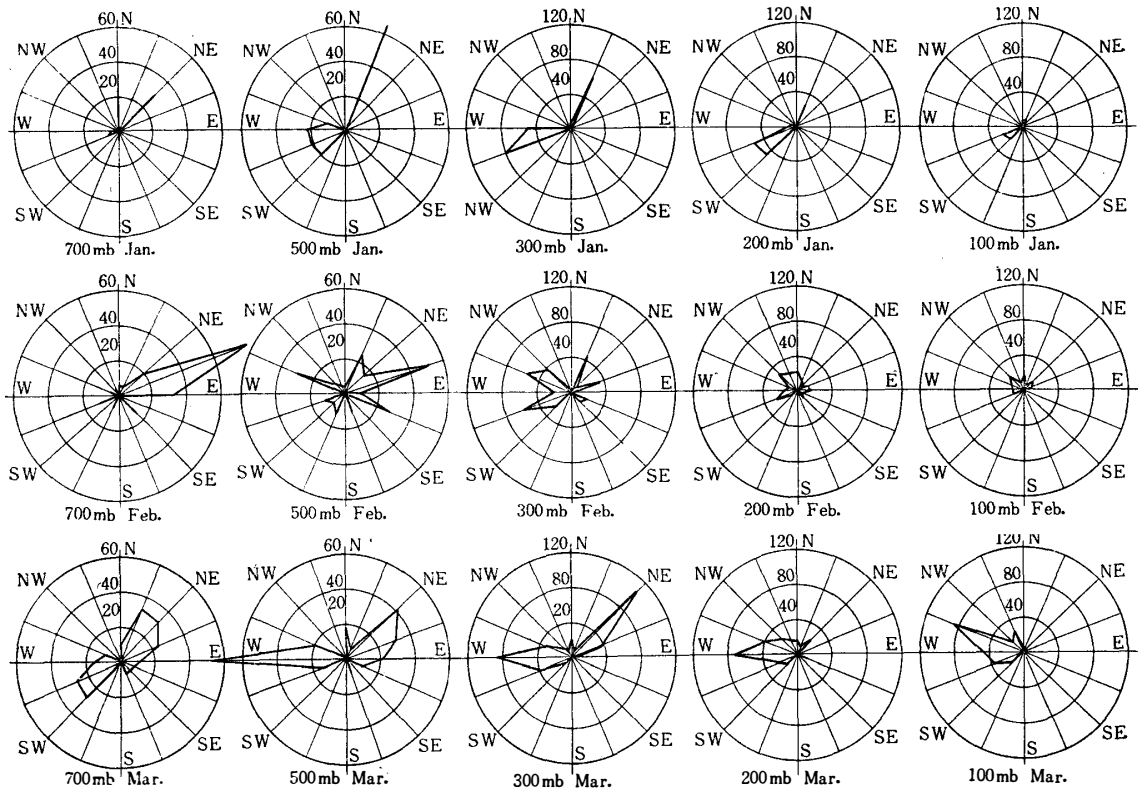 60 N
NW 40 NE
20
W E
SW SE
S
700 mb Jan.
60 N
NW 40 NE
20
W E
SW SE
S
500 mb Jan.
120 N
NW 80 NE
40
W E
NW SE
S
300 mb Jan.
120 N
NW 80 NE
40
W E
SW SE
S
200 mb Jan.
120 N
NW 80 NE.
40
W E
SW SE
S
100 mb Jan.
60 N
NW 40 NE
20
W E
SW SE
S
700 mb Feb.
60 N
NW 40 NE
20
W E
SW SE
S
500 mb Feb.
120 N
NW 80 NE
40
W E
SW SE
S
300 mb Feb.
120 N
NW 80 NE
40
W E
SW SE
S
200 mb Feb.
120 N
NW 80 NE
40
W E
SW SE
S
100 mb Feb.
60 N
NW 40 NE
20
W E
SW SE
S
700 mb Mar.
60 N
NW 40 NE
20
W E
SW SE
S
500 mb Mar.
120 N
NW 80 NE
40
W E
SW SE
S
300 mb Mar.
120 N
NW 80 NE
40
W E
SW SE
S
200 mb Mar.
120 N
NW 80 NE
40
W E
SW SE
S
100 mb Mar.